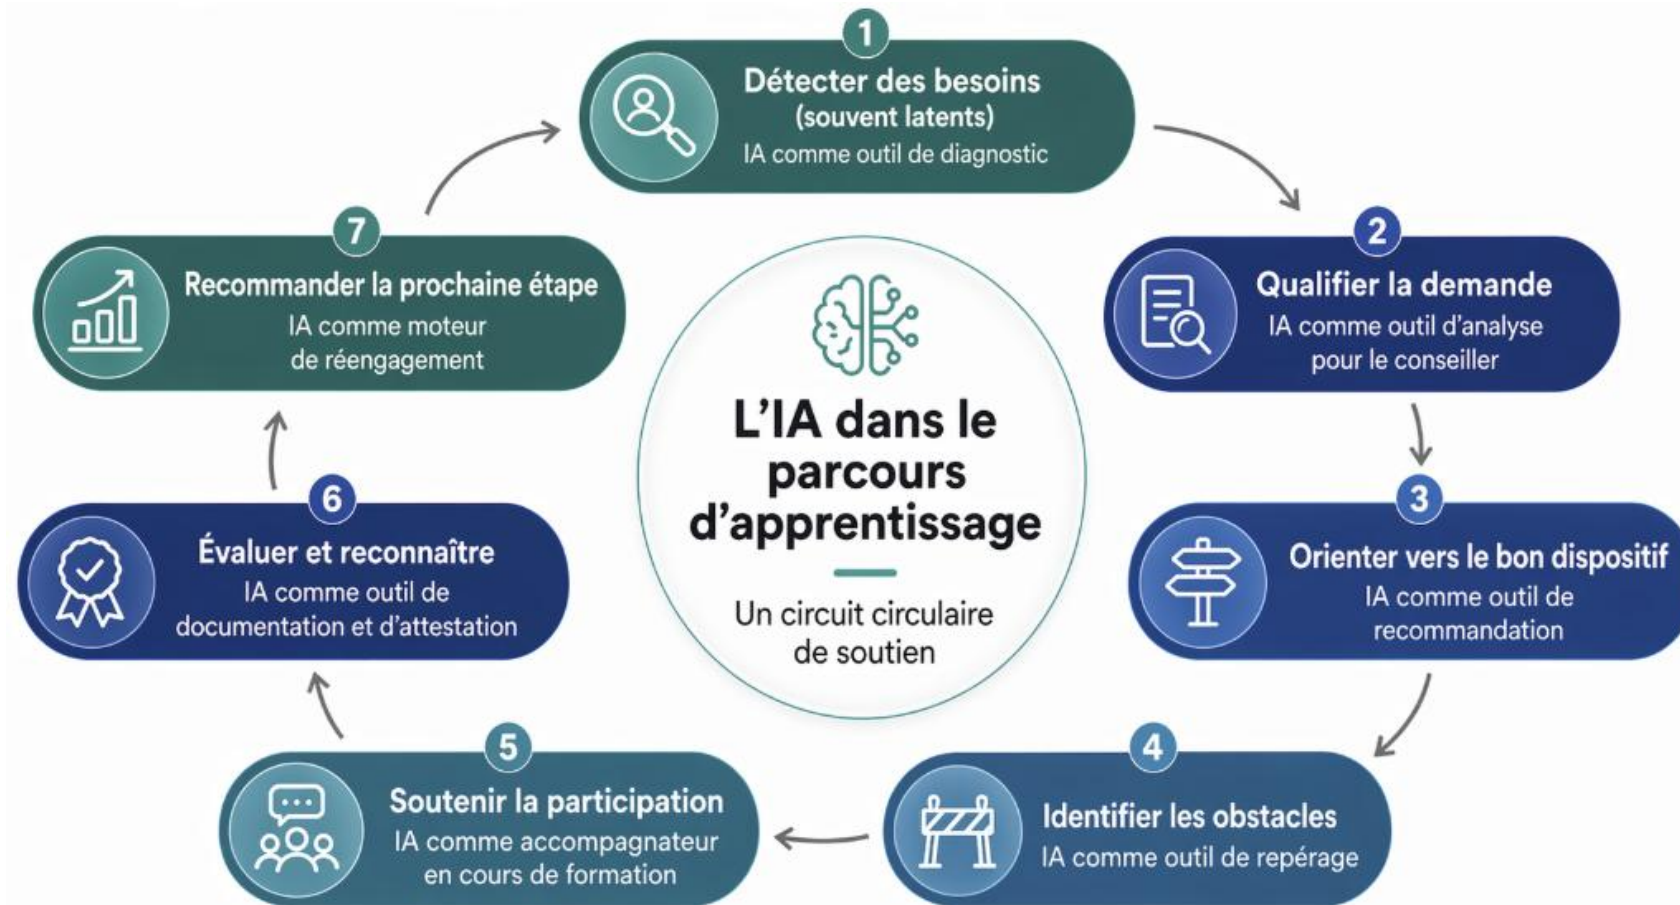 1
Détecter des besoins
(souvent latents)
IA comme outil de diagnostic
2
Qualifier la demande
IA comme outil d'analyse
pour le conseiller
3
Orienter vers le bon dispositif
IA comme outil de
recommandation
4
Identifier les obstacles
IA comme outil de repérage
5
Soutenir la participation
IA comme accompagnateur
en cours de formation
6
Évaluer et reconnaître
IA comme outil de
documentation et d'attestation
7
Recommander la prochaine étape
IA comme moteur
de réengagement
L'IA dans le
parcours
d'apprentissage
Un circuit circulaire
de soutien